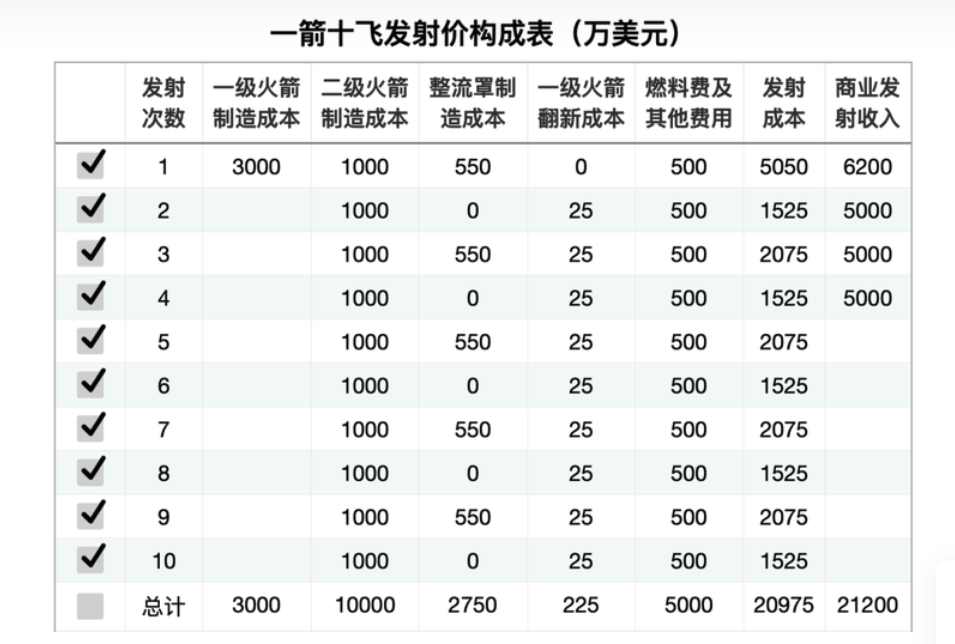 一箭十飞发射价构成表（万美元）
发射次数 一级火箭制造成本 二级火箭制造成本 整流罩制造成本 一级火箭翻新成本 燃料费及其他费用 发射成本 商业发射收入
1 3000 1000 550 0 500 5050 6200
2 1000 0 25 500 1525 5000
3 1000 550 25 500 2075 5000
4 1000 0 25 500 1525 5000
5 1000 550 25 500 2075
6 1000 0 25 500 1525
7 1000 550 25 500 2075
8 1000 0 25 500 1525
9 1000 550 25 500 2075
10 1000 0 25 500 1525
总计 3000 10000 2750 225 5000 20975 21200